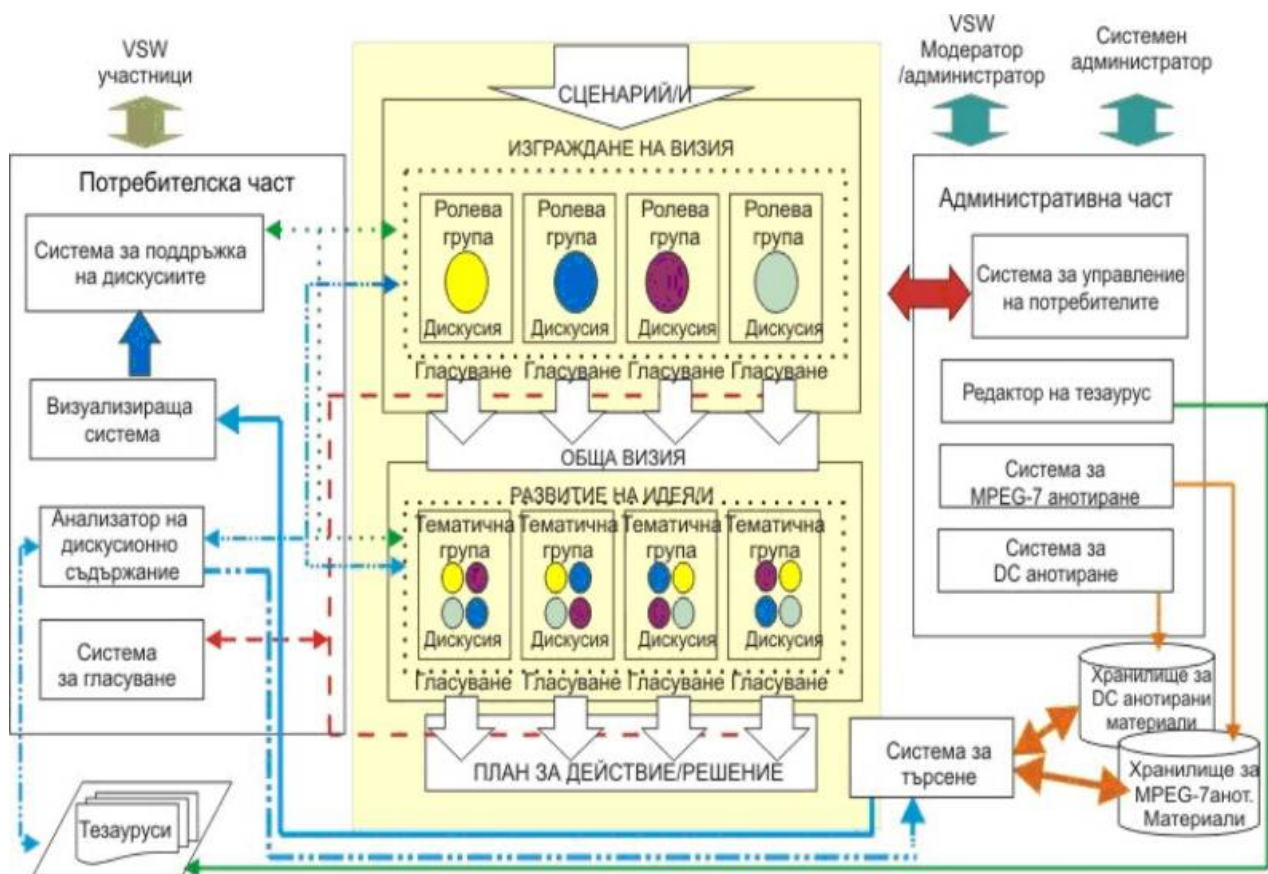 VSW
участници
VSW
Модератор
/администратор
Системен
администратор
Потребителска част
Система за поддръжка
на дискусиите
Визуализираща
система
Анализатор на
дискусионно
съдържание
Система
за гласуване
Тезауруси
СЦЕНАРИЙ/И
ИЗГРАЖДАНЕ НА ВИЗИЯ
Ролева
група
Дискусия
Ролева
група
Дискусия
Ролева
група
Дискусия
Ролева
група
Дискусия
Гласуване Гласуване Гласуване Гласуване
ОБЩА ВИЗИЯ
РАЗВИТИЕ НА ИДЕЯ/И
Тематична
група
Дискусия
Тематична
група
Дискусия
Тематична
група
Дискусия
Тематична
група
Дискусия
Гласуване Гласуване Гласуване Гласуване
ПЛАН ЗА ДЕЙСТВИЕ/РЕШЕНИЕ
Административна част
Система за управление
на потребителите
Редактор на тезаурус
Система за
MPEG-7 анотиране
Система за
DC анотиране
Система за
търсене
Хранилище за
DC анотирани
материали
Хранилище за
MPEG-7анот.
Материали